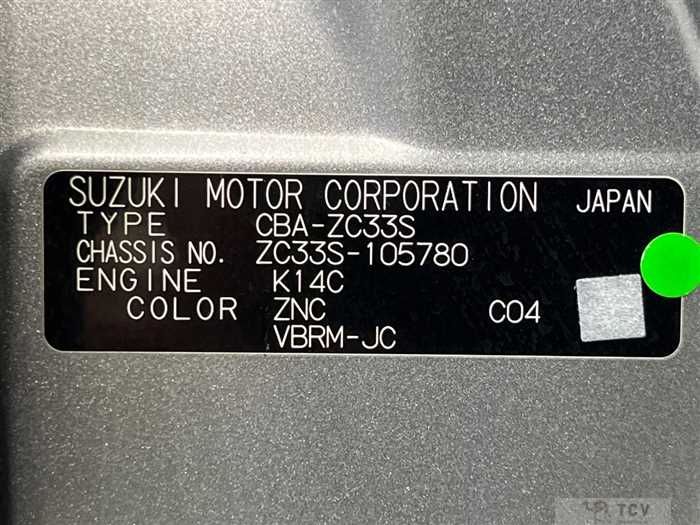 SUZUKI MOTOR CORPORATION JAPAN
TYPE CBA-ZC33S
CHASSIS NO. ZC33S-105780
ENGINE K14C
COLOR ZNC C04
VBRM-JC
TCV